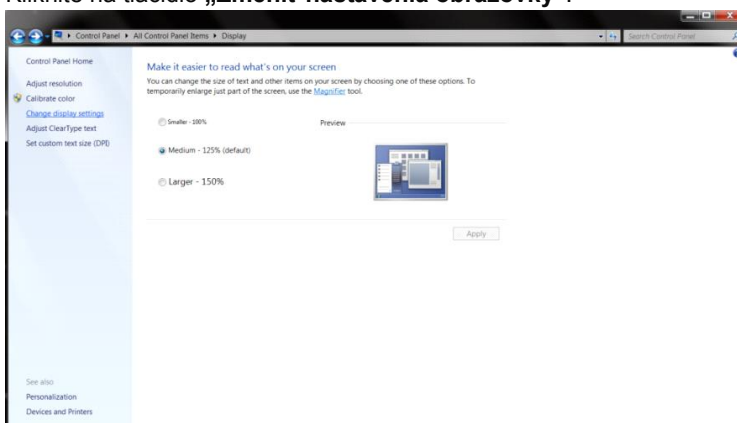 Kliknite na tlačidlo „Zmeniť nastavenia obrazovky“.
Control Panel ▸ All Control Panel Items ▸ Display
Search Control Panel
Control Panel Home
Adjust resolution
Calibrate color
Change display settings
Adjust ClearType text
Set custom text size (DPI)
Make it easier to read what's on your screen
You can change the size of text and other items on your screen by choosing one of these options. To
temporarily enlarge just part of the screen, use the Magnifier tool.
Smaller - 100%
Preview
Medium - 125% (default)
Larger - 150%
Apply
See also
Personalization
Devices and Printers